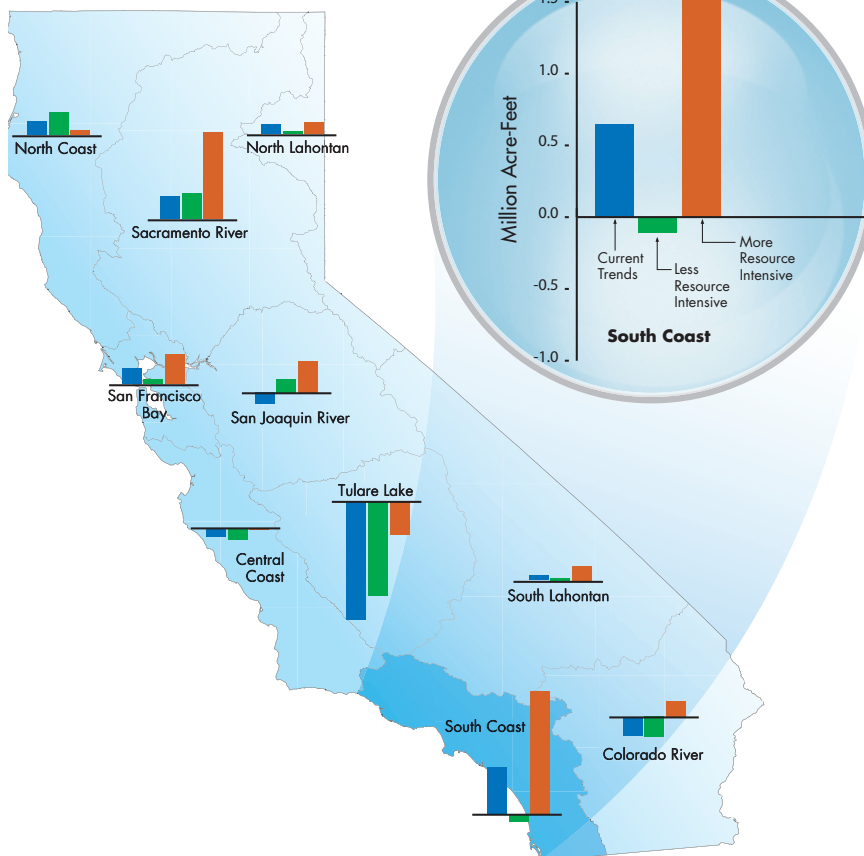 1.5
1.0
0.5
0.0
-0.5
-1.0
Million Acre-Feet
Current
Trends
Less
Resource
Intensive
More
Resource
Intensive
South Coast
North Coast
North Lahontan
Sacramento River
San Francisco
Bay
San Joaquin River
Tulare Lake
Central
Coast
South Lahontan
South Coast
Colorado River